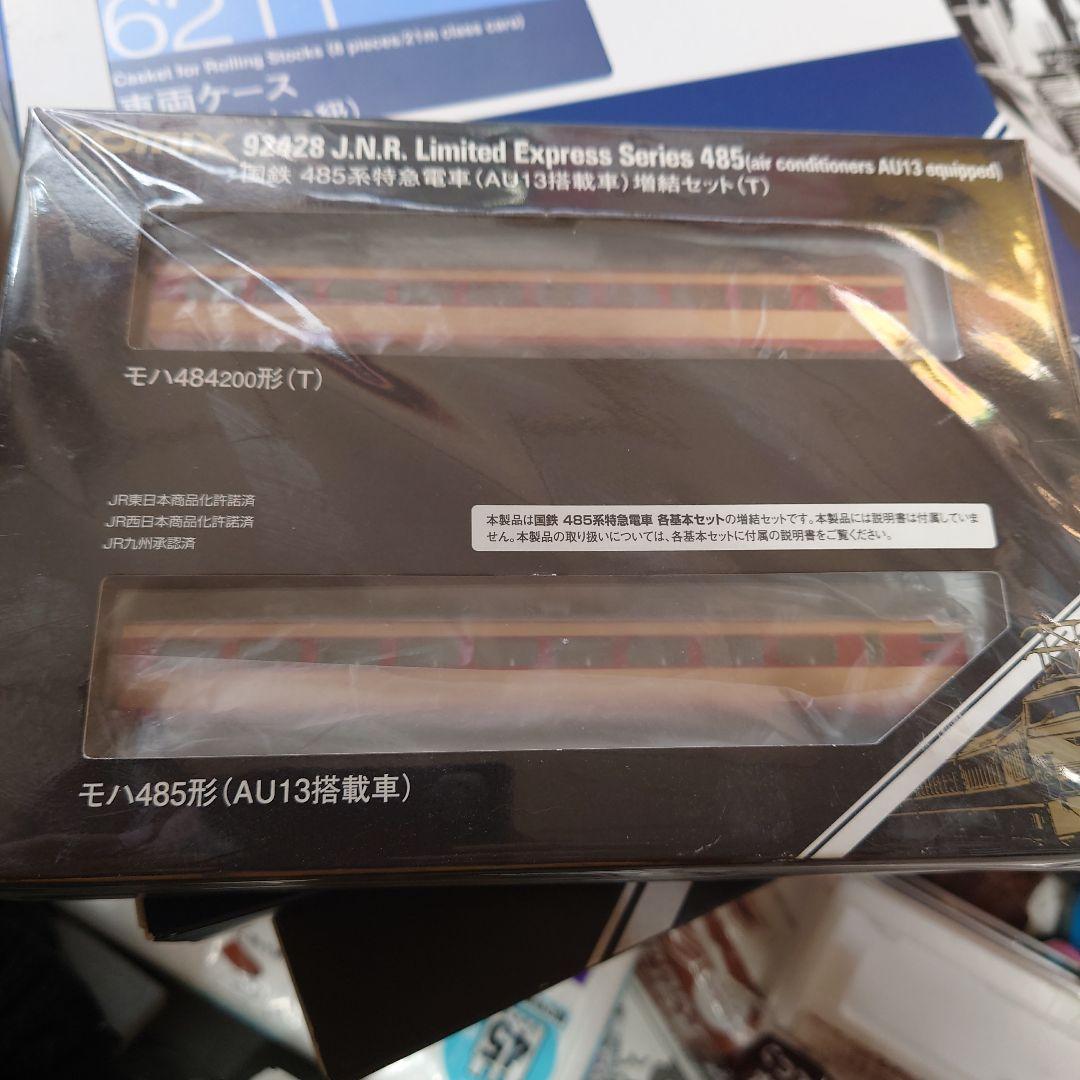 6211
Casket for Rolling Stocks (6 pieces/21m class cars)
車両ケース
TOMIX 92428 J.N.R. Limited Express Series 485(air conditioners AU13 equipped)
国鉄 485系特急電車(AU13搭載車)増結セット(T)
モハ484200形(T)
JR東日本商品化許諾済
JR西日本商品化許諾済
JR九州承認済
本製品は国鉄 485系特急電車 各基本セットの増結セットです。本製品には説明書は付属していま
せん。本製品の取り扱いについては、各基本セットに付属の説明書をご覧ください。
モハ485形(AU13搭載車)
45